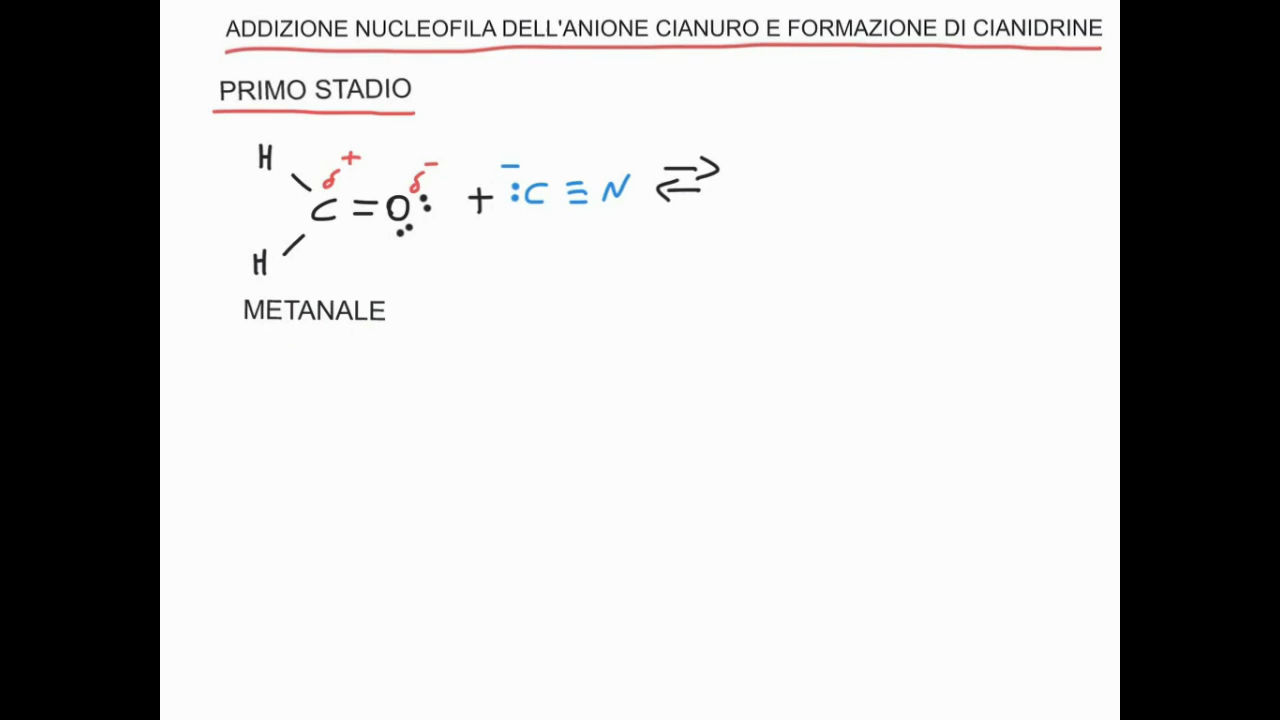 ADDIZIONE NUCLEOFILA DELL'ANIONE CIANURO E FORMAZIONE DI CIANIDRINE
PRIMO STADIO
H
δ+ δ- -
C = O: + :C ≡ N ⇌
H
METANALE